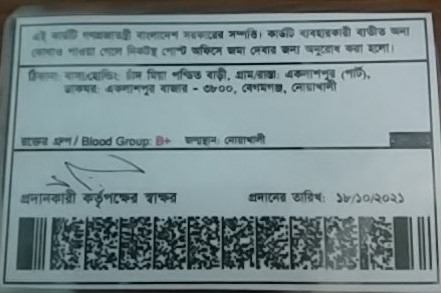 এই কার্ডটি গণপ্রজাতন্ত্রী বাংলাদেশ সরকারের সম্পত্তি। কার্ডটি ব্যবহারকারী ব্যতীত অন্য
কোথাও পাওয়া গেলে নিকটস্থ পোস্ট অফিসে জমা দেবার জন্য অনুরোধ করা হলো।
ঠিকানা: বাসা/হোল্ডিং: চাঁদ মিয়া পন্ডিত বাড়ী, গ্রাম/রাস্তা: একলাশপুর (পার্ট),
ডাকঘর: একলাশপুর বাজার - ৩৮০০, বেগমগঞ্জ, নোয়াখালী
রক্তের গ্রুপ / Blood Group: B+ জন্মস্থান: নোয়াখালী
প্রদানকারী কর্তৃপক্ষের স্বাক্ষর প্রদানের তারিখ: ১৮/১০/২০২১